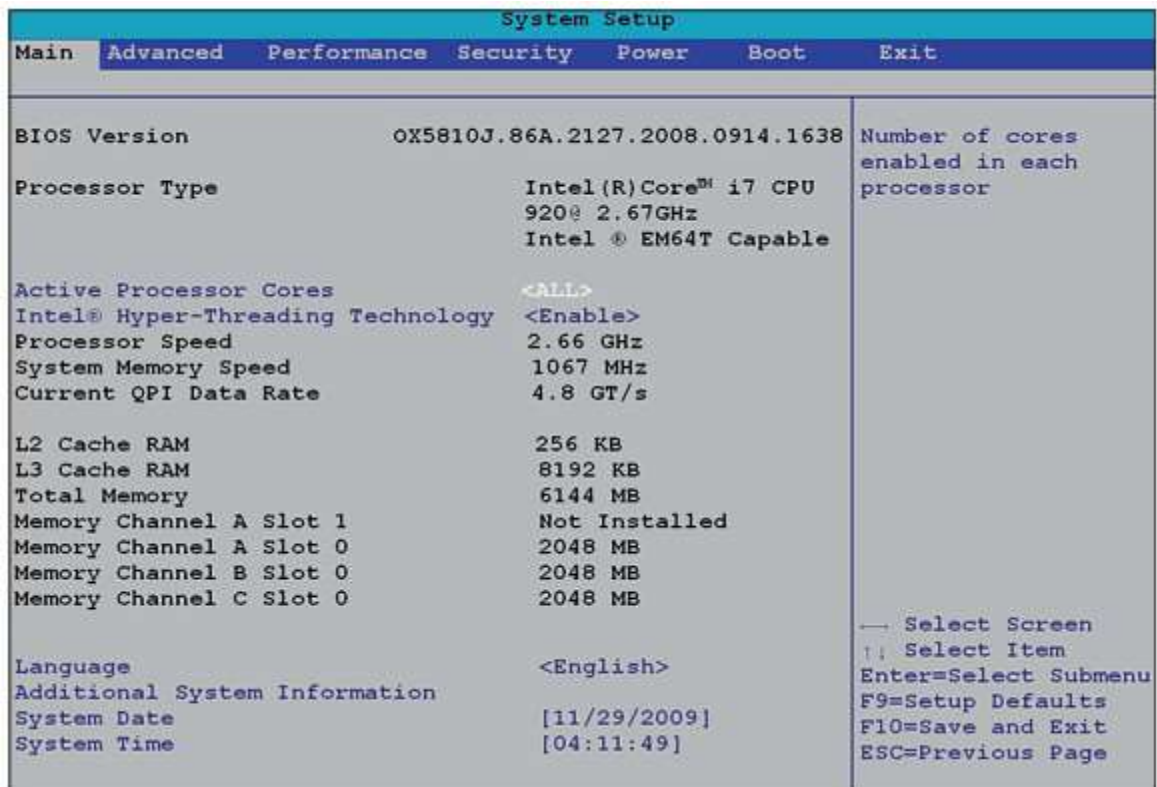 System Setup
Main Advanced Performance Security Power Boot Exit
BIOS Version OX5810J.86A.2127.2008.0914.1638
Processor Type Intel(R)Core™ i7 CPU
920@ 2.67GHz
Intel ® EM64T Capable
Active Processor Cores <ALL>
Intel® Hyper-Threading Technology <Enable>
Processor Speed 2.66 GHz
System Memory Speed 1067 MHz
Current QPI Data Rate 4.8 GT/s
L2 Cache RAM 256 KB
L3 Cache RAM 8192 KB
Total Memory 6144 MB
Memory Channel A Slot 1 Not Installed
Memory Channel A Slot 0 2048 MB
Memory Channel B Slot 0 2048 MB
Memory Channel C Slot 0 2048 MB
Language <English>
Additional System Information
System Date [11/29/2009]
System Time [04:11:49]
Number of cores
enabled in each
processor
←→ Select Screen
↑↓ Select Item
Enter=Select Submenu
F9=Setup Defaults
F10=Save and Exit
ESC=Previous Page